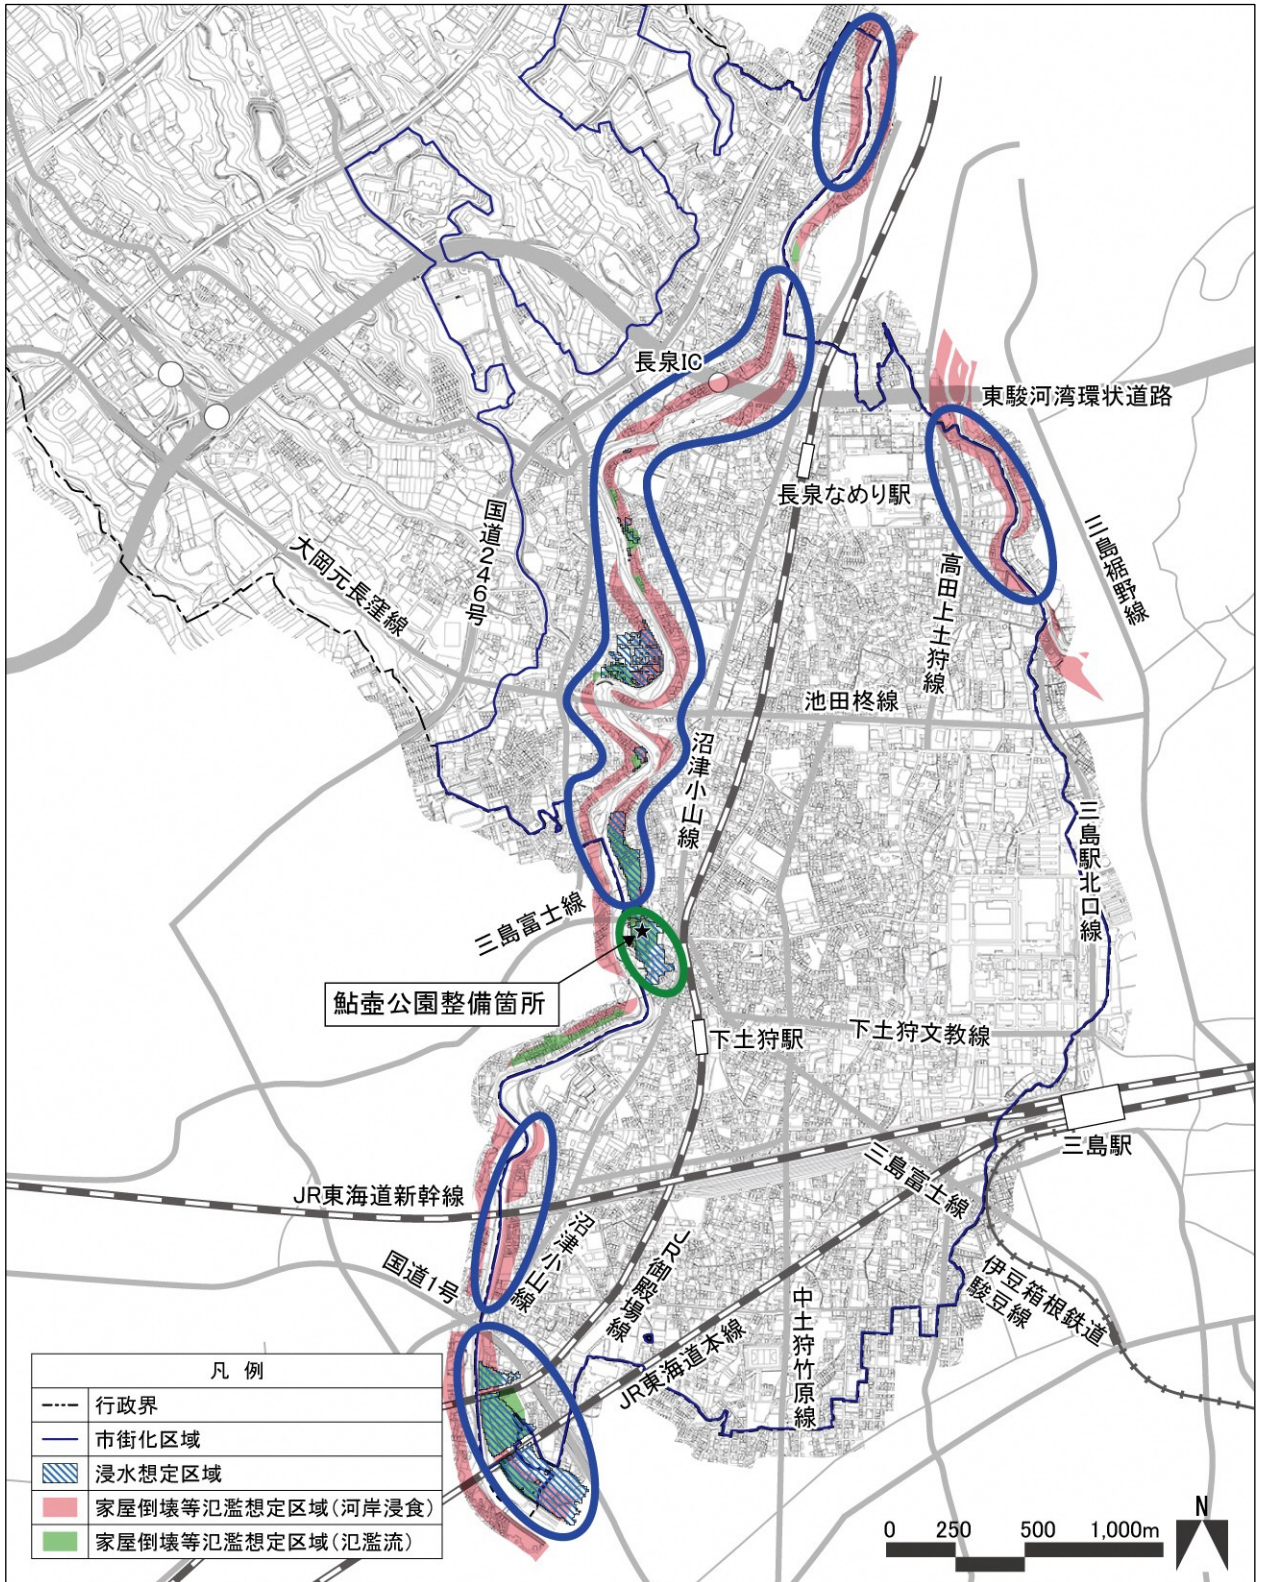 長泉IC
東駿河湾環状道路
長泉なめり駅
国道246号
大岡元長窪線
三島裾野線
高田上土狩線
池田柊線
沼津小山線
三島駅北口線
三島富士線
鮎壺公園整備箇所
下土狩駅
下土狩文教線
三島駅
三島富士線
JR東海道新幹線
沼津小山線
JR御殿場線
国道1号
伊豆箱根鉄道
駿豆線
中土狩竹原線
JR東海道本線
凡 例
行政界
市街化区域
浸水想定区域
家屋倒壊等氾濫想定区域(河岸浸食)
家屋倒壊等氾濫想定区域(氾濫流)
N
0 250 500 1,000m